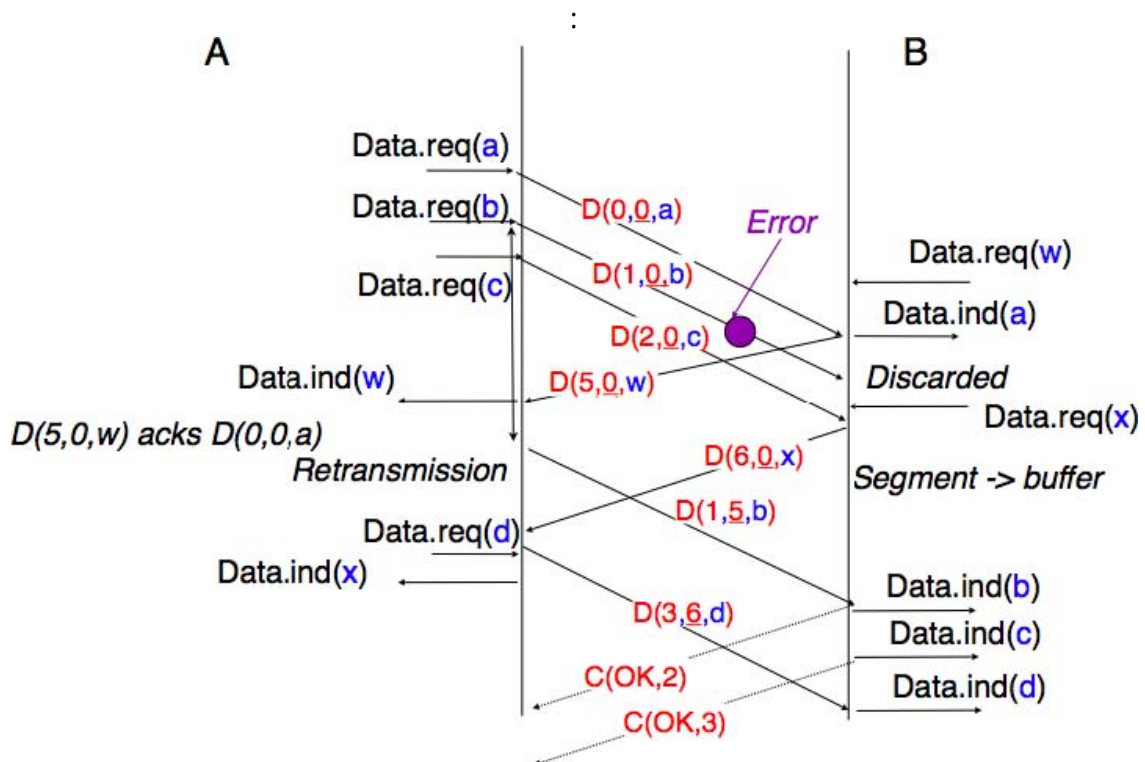 :
A
B
Data.req(a)
Data.req(b)
D(0,0,a)
Error
Data.req(w)
D(1,0,b)
Data.req(c)
Data.ind(a)
D(2,0,c)
Data.ind(w)
D(5,0,w)
Discarded
Data.req(x)
D(5,0,w) acks D(0,0,a)
Retransmission
D(6,0,x)
Segment -> buffer
D(1,5,b)
Data.req(d)
Data.ind(x)
Data.ind(b)
D(3,6,d)
Data.ind(c)
C(OK,2)
Data.ind(d)
C(OK,3)